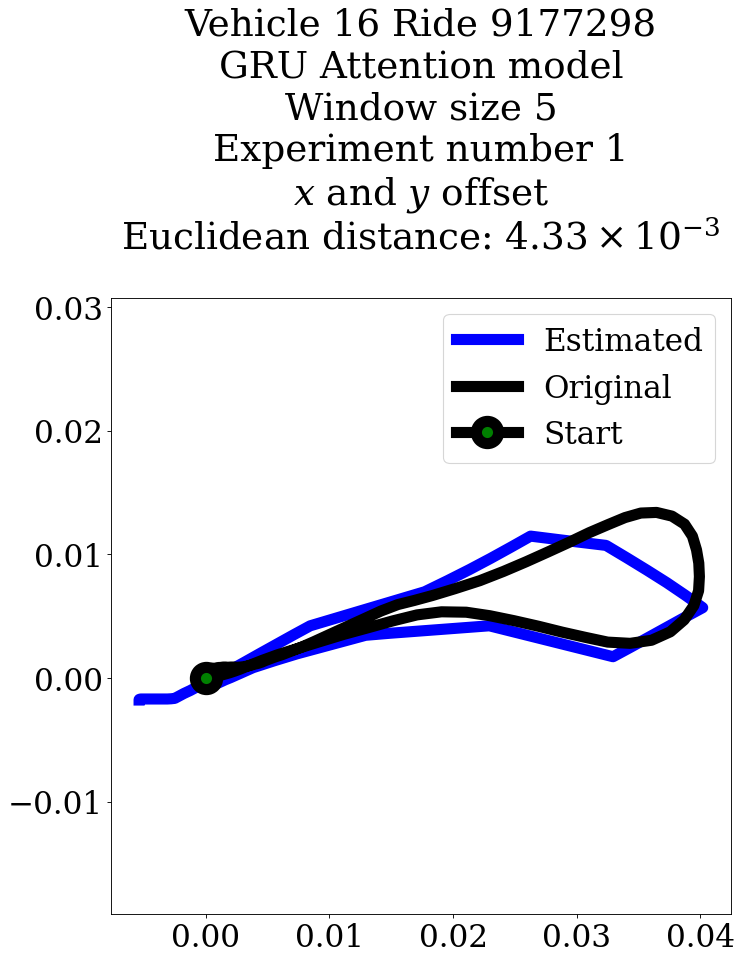 Vehicle 16 Ride 9177298
GRU Attention model
Window size 5
Experiment number 1
x and y offset
Euclidean distance: 4.33 × 10⁻³
0.03
0.02
0.01
0.00
−0.01
Estimated
Original
Start
0.00 0.01 0.02 0.03 0.04